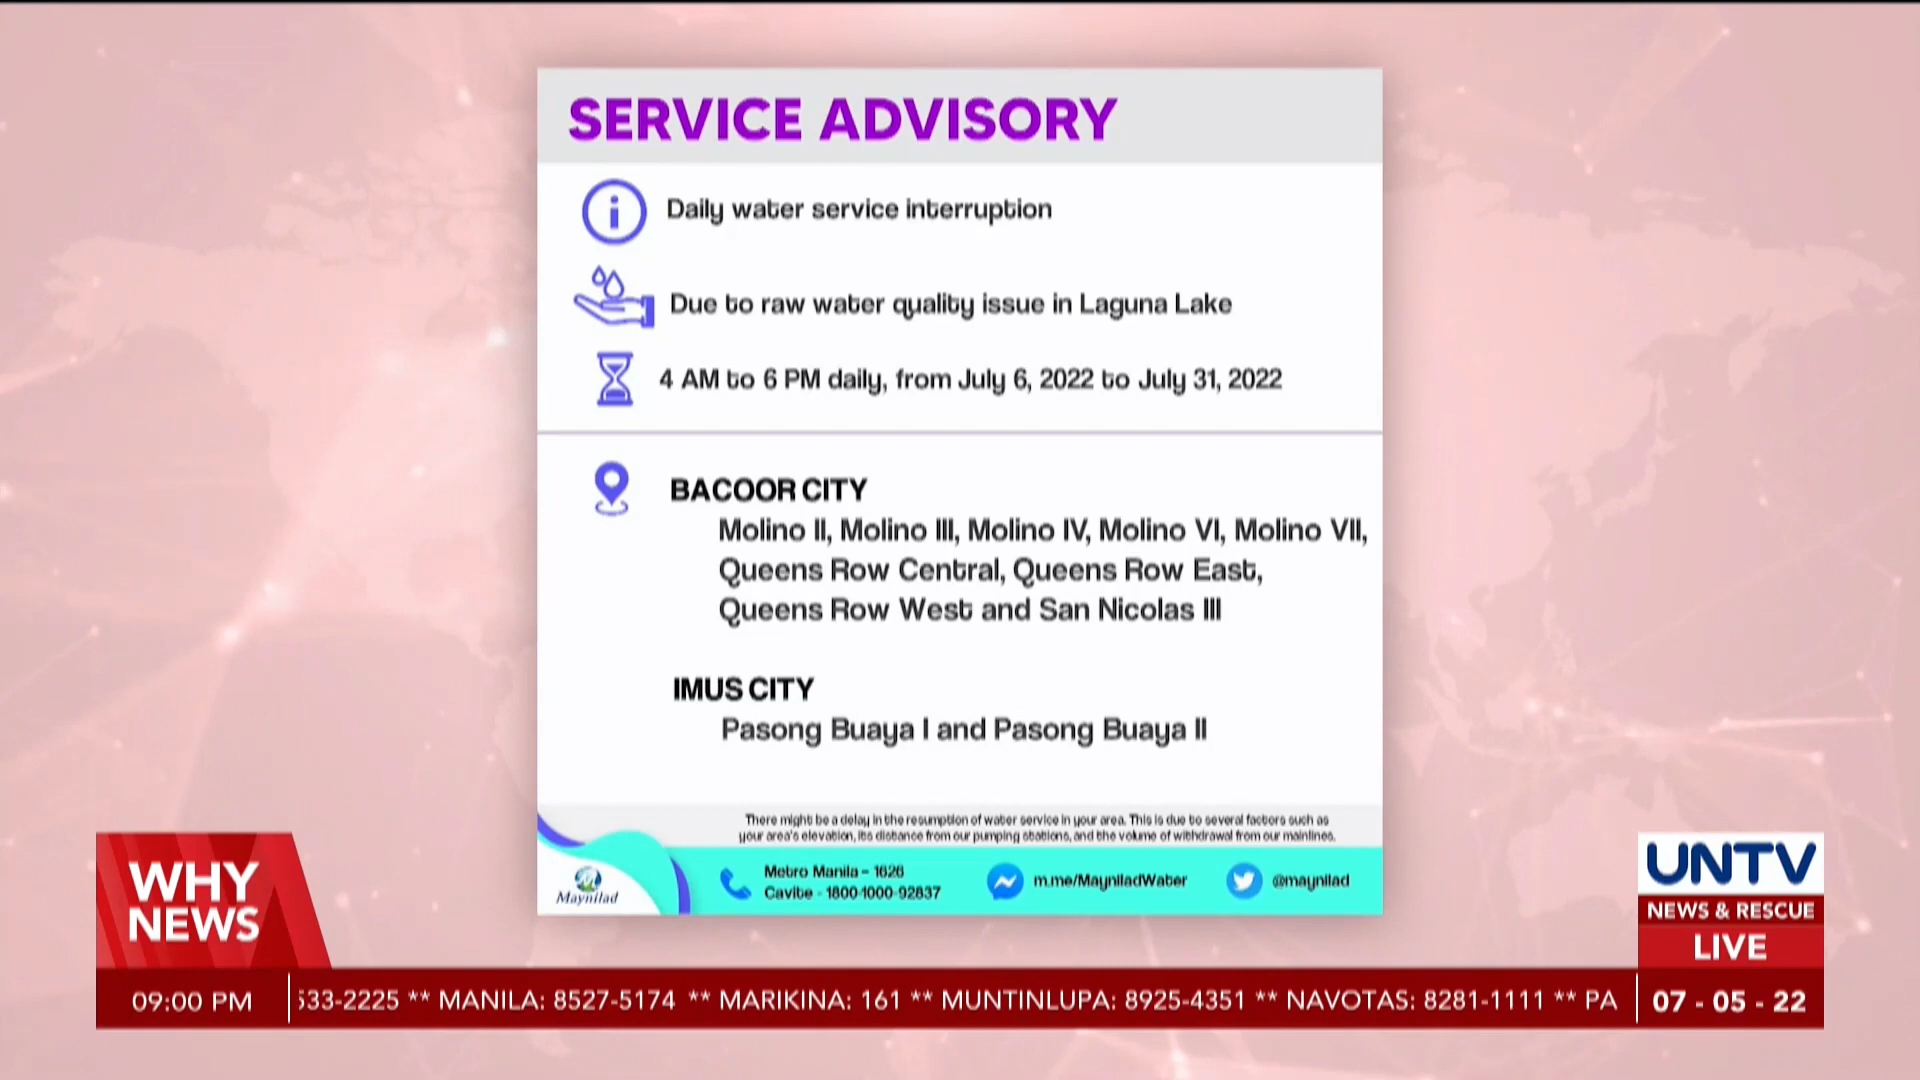 SERVICE ADVISORY
Daily water service interruption
Due to raw water quality issue in Laguna Lake
4 AM to 6 PM daily, from July 6, 2022 to July 31, 2022
BACOOR CITY
Molino II, Molino III, Molino IV, Molino VI, Molino VII,
Queens Row Central, Queens Row East,
Queens Row West and San Nicolas III
IMUS CITY
Pasong Buaya I and Pasong Buaya II
There might be a delay in the resumption of water service in your area. This is due to several factors such as
your area's elevation, its distance from our pumping stations, and the volume of withdrawal from our mainlines.
Maynilad
Metro Manila - 1626
Cavite - 1800-1000-92837
m.me/MayniladWater
@maynilad
WHY
NEWS
UNTV
NEWS & RESCUE
LIVE
09:00 PM
533-2225 ** MANILA: 8527-5174 ** MARIKINA: 161 ** MUNTINLUPA: 8925-4351 ** NAVOTAS: 8281-1111 ** PA
07 - 05 - 22